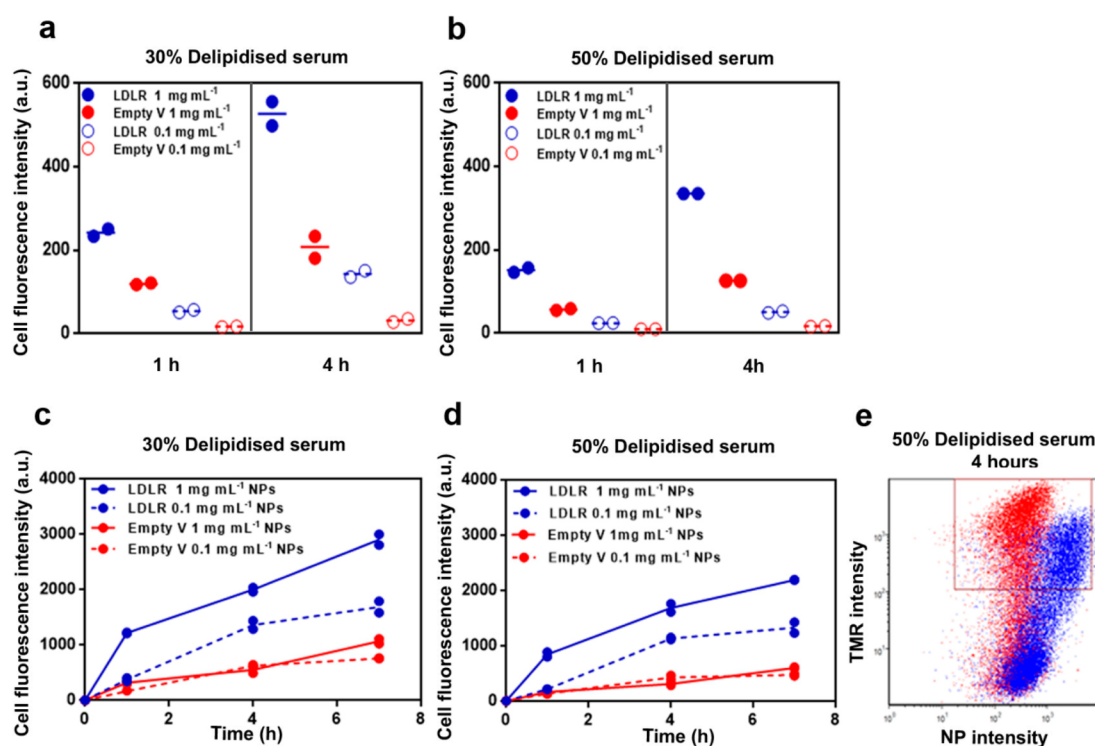 a
30% Delipidised serum
Cell fluorescence intensity (a.u.)
600
400
200
0
LDLR 1 mg mL⁻¹
Empty V 1 mg mL⁻¹
LDLR 0.1 mg mL⁻¹
Empty V 0.1 mg mL⁻¹
1 h
4 h
b
50% Delipidised serum
Cell fluorescence intensity (a.u.)
600
400
200
0
LDLR 1 mg mL⁻¹
Empty V 1 mg mL⁻¹
LDLR 0.1 mg mL⁻¹
Empty V 0.1 mg mL⁻¹
1 h
4h
c
30% Delipidised serum
Cell fluorescence intensity (a.u.)
4000
3000
2000
1000
0
LDLR 1 mg mL⁻¹ NPs
LDLR 0.1 mg mL⁻¹ NPs
Empty V 1 mg mL⁻¹ NPs
Empty V 0.1 mg mL⁻¹ NPs
0 2 4 6 8
Time (h)
d
50% Delipidised serum
Cell fluorescence intensity (a.u.)
4000
3000
2000
1000
0
LDLR 1 mg mL⁻¹ NPs
LDLR 0.1 mg mL⁻¹ NPs
Empty V 1mg mL⁻¹ NPs
Empty V 0.1 mg mL⁻¹ NPs
0 2 4 6 8
Time (h)
e
50% Delipidised serum
4 hours
TMR intensity
10³
10²
10¹
10² 10³
NP intensity